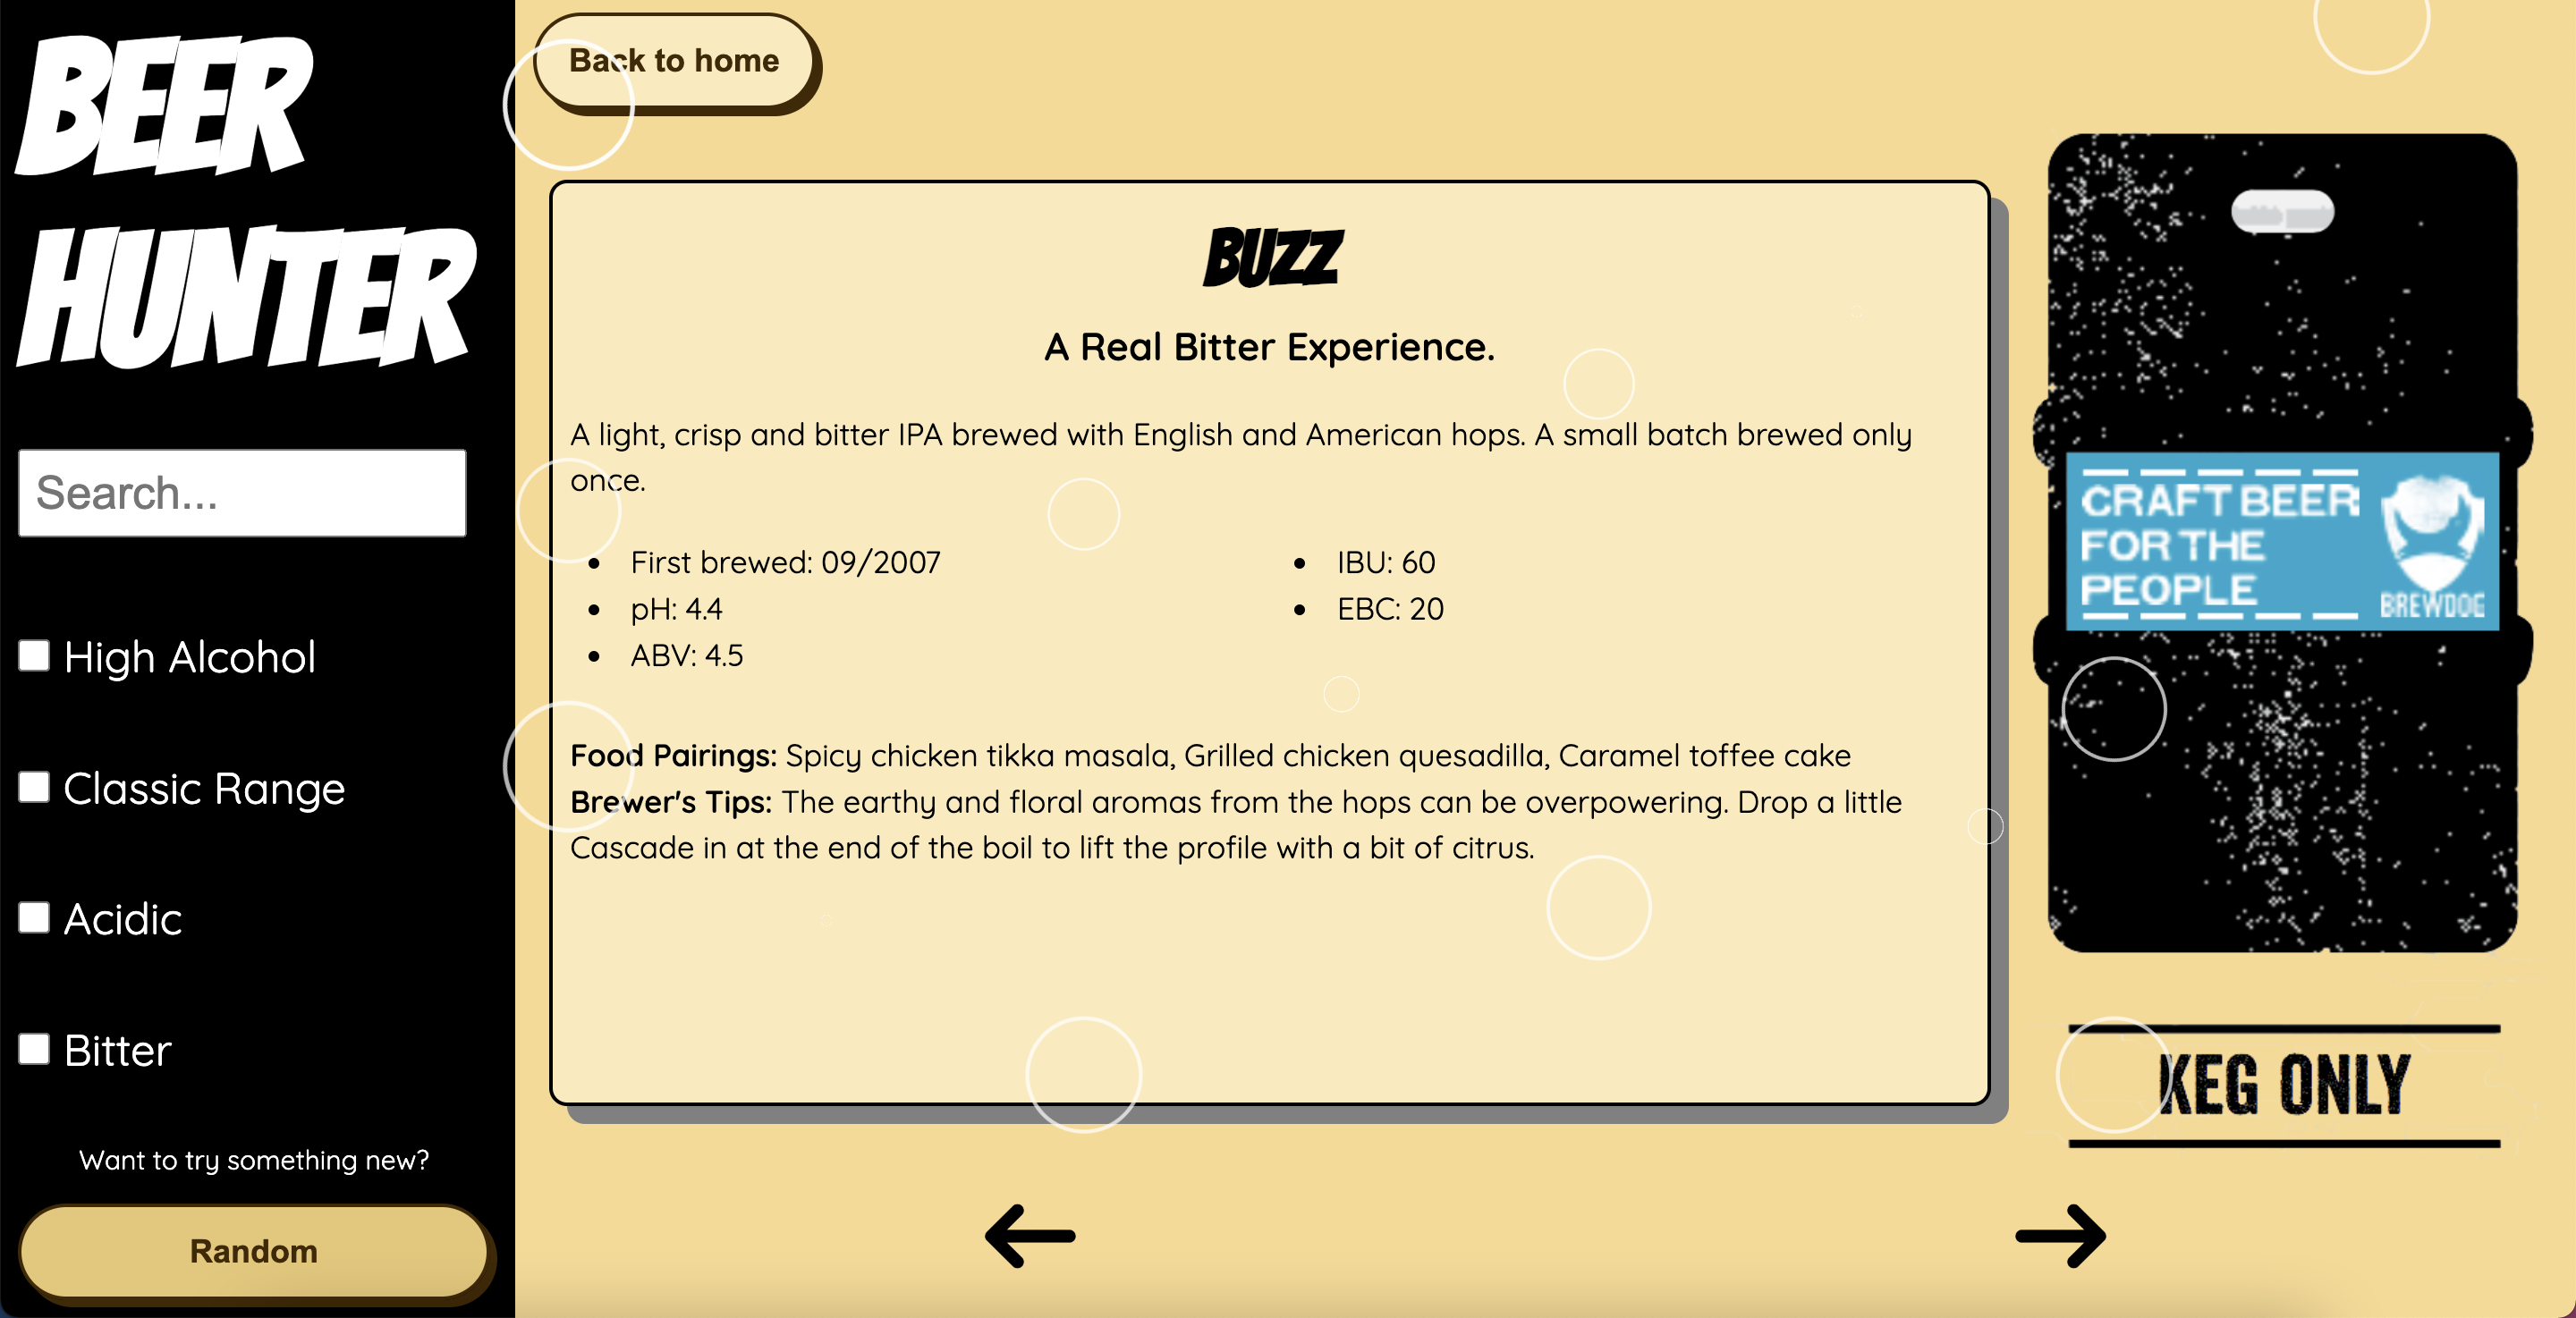 BEER
HUNTER
Search...
High Alcohol
Classic Range
Acidic
Bitter
Want to try something new?
Random
Back to home
BUZZ
A Real Bitter Experience.
A light, crisp and bitter IPA brewed with English and American hops. A small batch brewed only
once.
First brewed: 09/2007
pH: 4.4
ABV: 4.5
IBU: 60
EBC: 20
Food Pairings: Spicy chicken tikka masala, Grilled chicken quesadilla, Caramel toffee cake
Brewer's Tips: The earthy and floral aromas from the hops can be overpowering. Drop a little
Cascade in at the end of the boil to lift the profile with a bit of citrus.
CRAFT BEER
FOR THE
PEOPLE
BREWDOG
KEG ONLY